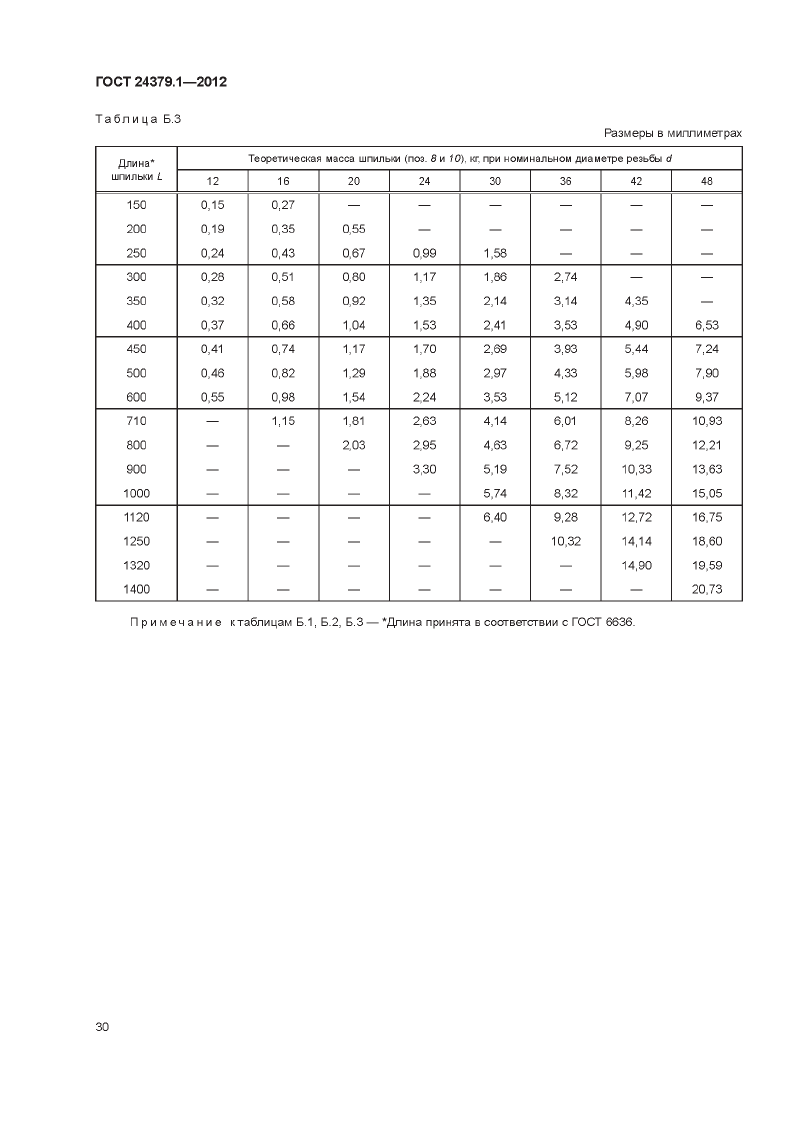 ГОСТ 24379.1—2012
Таблица Б.3
Размеры в миллиметрах
Длина* шпильки L
Теоретическая масса шпильки (поз. 8 и 10), кг, при номинальном диаметре резьбы d
12 16 20 24 30 36 42 48
150 0,15 0,27 — — — — — —
200 0,19 0,35 0,55 — — — — —
250 0,24 0,43 0,67 0,99 1,58 — — —
300 0,28 0,51 0,80 1,17 1,86 2,74 — —
350 0,32 0,58 0,92 1,35 2,14 3,14 4,35 —
400 0,37 0,66 1,04 1,53 2,41 3,53 4,90 6,53
450 0,41 0,74 1,17 1,70 2,69 3,93 5,44 7,24
500 0,46 0,82 1,29 1,88 2,97 4,33 5,98 7,90
600 0,55 0,98 1,54 2,24 3,53 5,12 7,07 9,37
710 — 1,15 1,81 2,63 4,14 6,01 8,26 10,93
800 — — 2,03 2,95 4,63 6,72 9,25 12,21
900 — — — 3,30 5,19 7,52 10,33 13,63
1000 — — — — 5,74 8,32 11,42 15,05
1120 — — — — 6,40 9,28 12,72 16,75
1250 — — — — — 10,32 14,14 18,60
1320 — — — — — — 14,90 19,59
1400 — — — — — — — 20,73
Примечание к таблицам Б.1, Б.2, Б.3 — *Длина принята в соответствии с ГОСТ 6636.
30